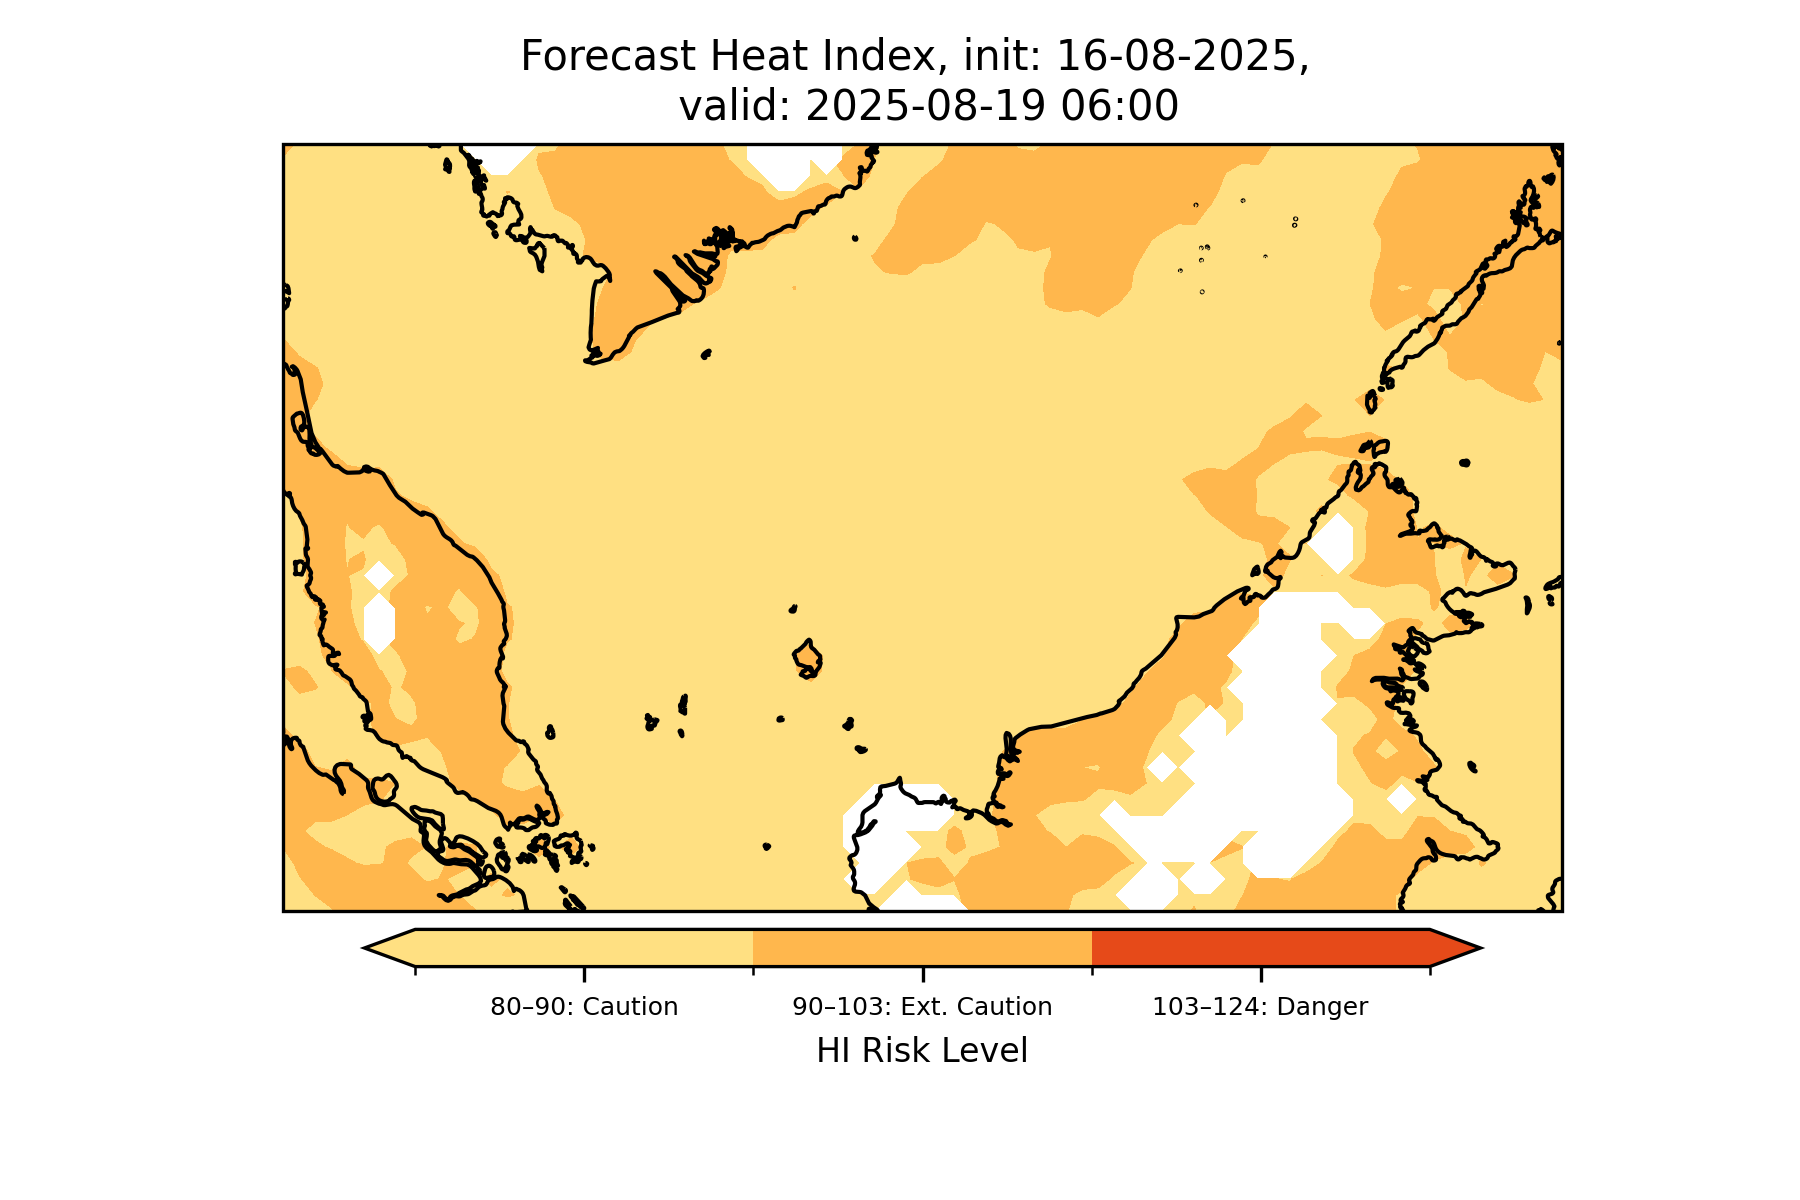 Forecast Heat Index, init: 16-08-2025,
valid: 2025-08-19 06:00
80–90: Caution
90–103: Ext. Caution
103–124: Danger
HI Risk Level